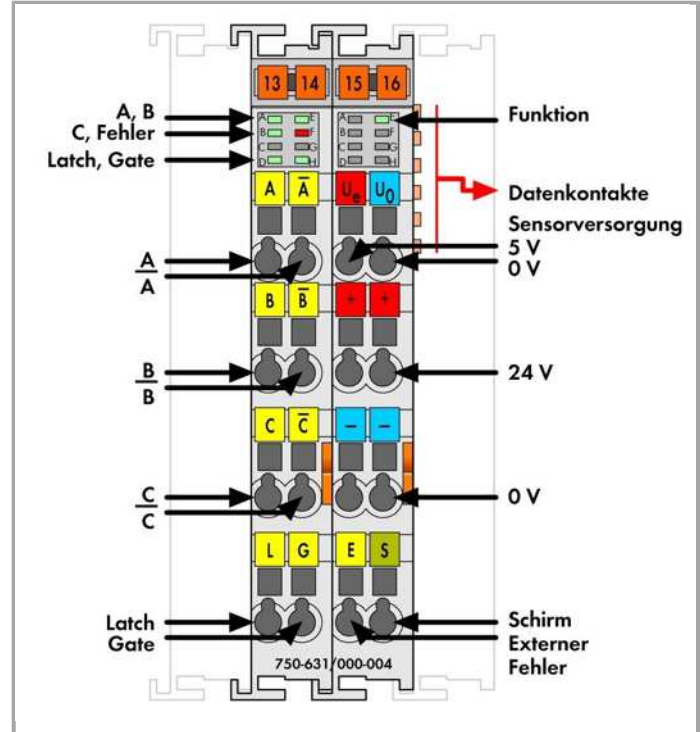 13 14 15 16
A, B
C, Fehler
Latch, Gate
A E A E
B F B F
C G C G
D H D H
Funktion
Datenkontakte
A A̅ Ue U0
Sensorversorgung
5 V
0 V
A
A̅
B B̅ + +
B
B̅
24 V
C C̅ − −
C
C̅
0 V
L G E S
Latch
Gate
Schirm
Externer
Fehler
750-631/000-004